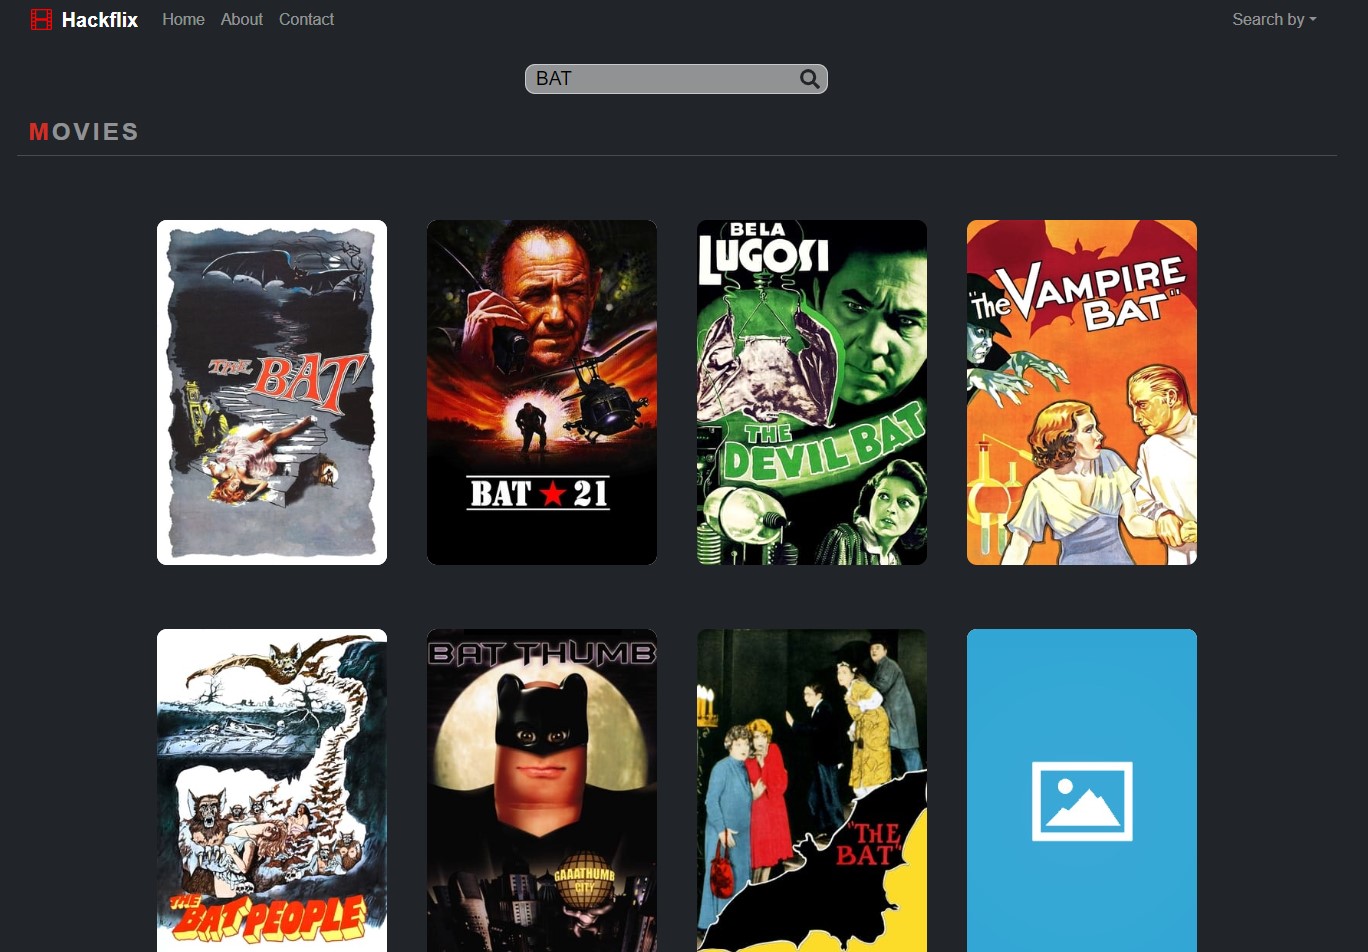 Hackflix Home About Contact Search by
BAT
MOVIES
THE BAT
BAT 21
BELA
LUGOSI
THE
DEVIL BAT
"The VAMPIRE
BAT"
THE
BAT PEOPLE
BAT THUMB
GAAATHUMB
CITY
"THE
BAT"